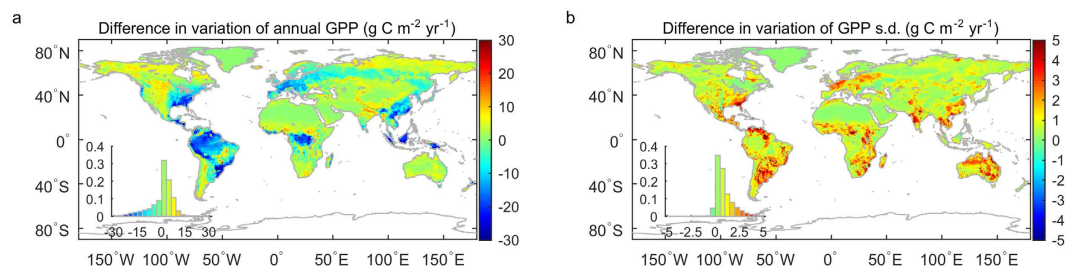 a
Difference in variation of annual GPP (g C m⁻² yr⁻¹)
80°N
40°N
0°
40°S
80°S
0.4
0.3
0.2
0.1
0
-30 -15 0 15 30
150°W 100°W 50°W 0° 50°E 100°E 150°E
30
20
10
0
-10
-20
-30
b
Difference in variation of GPP s.d. (g C m⁻² yr⁻¹)
80°N
40°N
0°
40°S
80°S
0.4
0.3
0.2
0.1
0
-5 -2.5 0 2.5 5
150°W 100°W 50°W 0° 50°E 100°E 150°E
5
4
3
2
1
0
-1
-2
-3
-4
-5